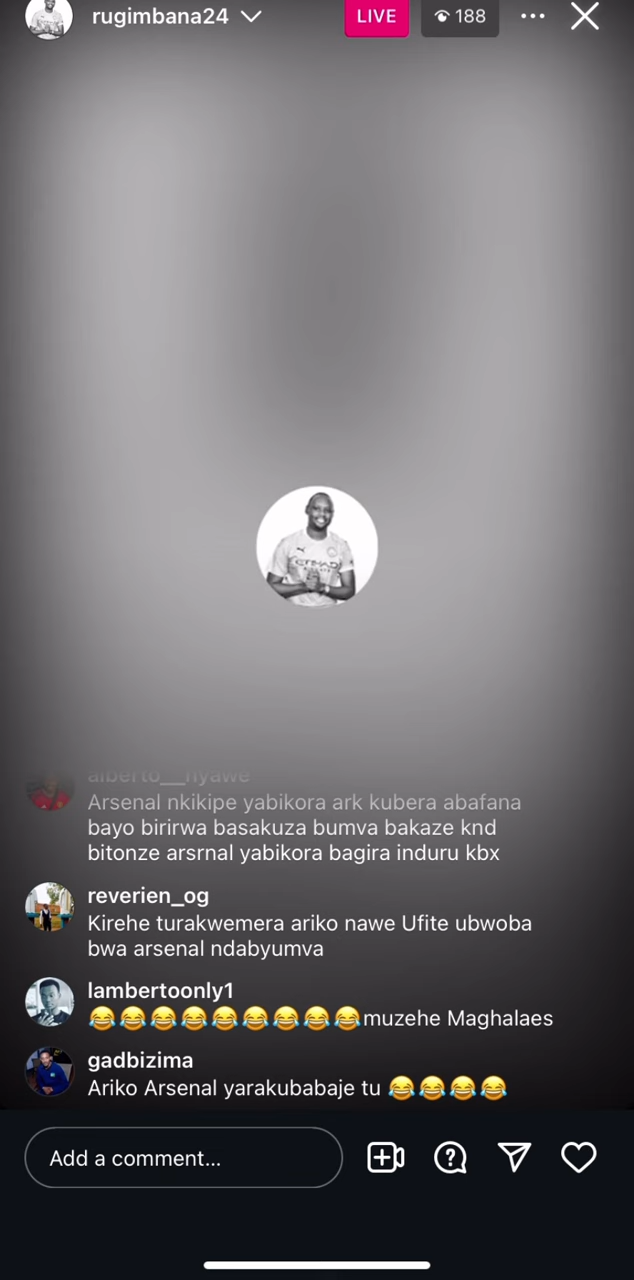 rugimbana24
LIVE
188
alberto__nyawe
Arsenal nkikipe yabikora ark kubera abafana
bayo birirwa basakuza bumva bakaze knd
bitonze arsrnal yabikora bagira induru kbx
reverien_og
Kirehe turakwemera ariko nawe Ufite ubwoba
bwa arsenal ndabyumva
lambertoonly1
😂😂😂😂😂😂😂😂😂muzehe Maghalaes
gadbizima
Ariko Arsenal yarakubabaje tu 😂😂😂😂
Add a comment...
ETIHAD